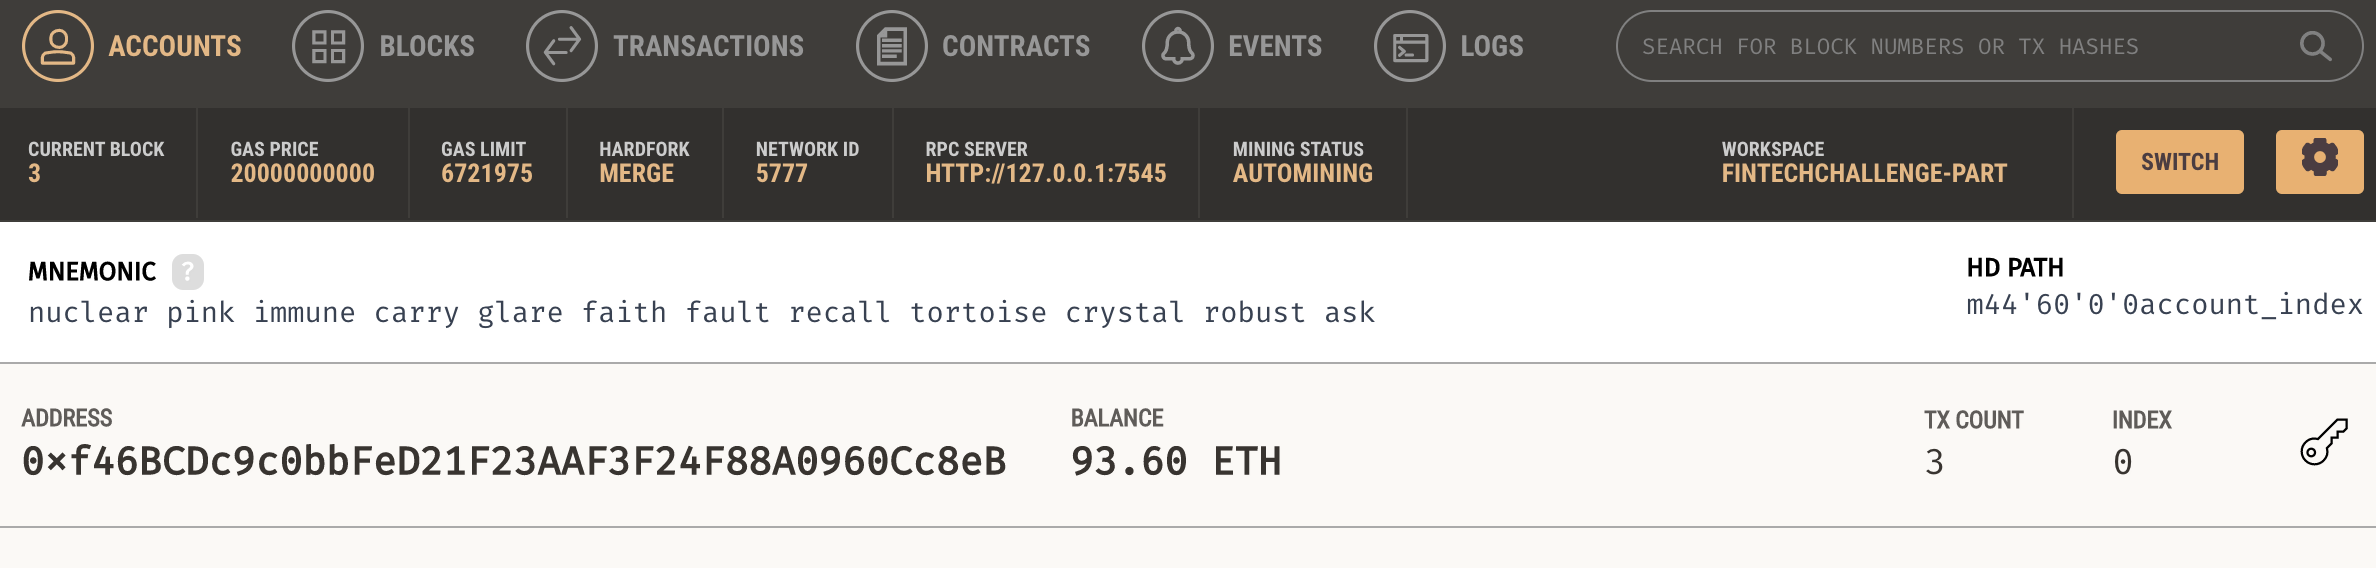 ACCOUNTS BLOCKS TRANSACTIONS CONTRACTS EVENTS LOGS SEARCH FOR BLOCK NUMBERS OR TX HASHES
CURRENT BLOCK GAS PRICE GAS LIMIT HARDFORK NETWORK ID RPC SERVER MINING STATUS WORKSPACE
3 20000000000 6721975 MERGE 5777 HTTP://127.0.0.1:7545 AUTOMINING FINTECHCHALLENGE-PART SWITCH
MNEMONIC ? HD PATH
nuclear pink immune carry glare faith fault recall tortoise crystal robust ask m44'60'0'0account_index
ADDRESS BALANCE TX COUNT INDEX
0xf46BCDc9c0bbFeD21F23AAF3F24F88A0960Cc8eB 93.60 ETH 3 0